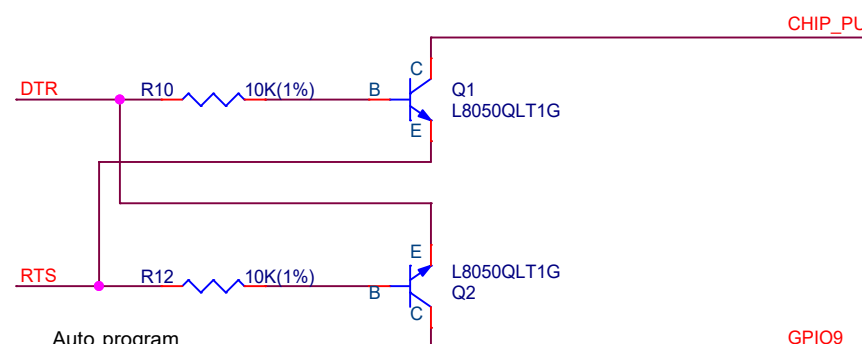 CHIP_PU
C
DTR
R10
10K(1%)
B
Q1
L8050QLT1G
E
E
RTS
R12
10K(1%)
B
L8050QLT1G
Q2
C
Auto program
GPIO9